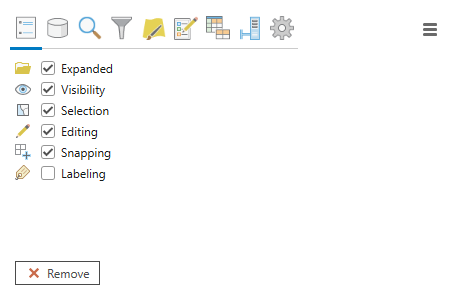 Expanded
Visibility
Selection
Editing
Snapping
Labeling
Remove